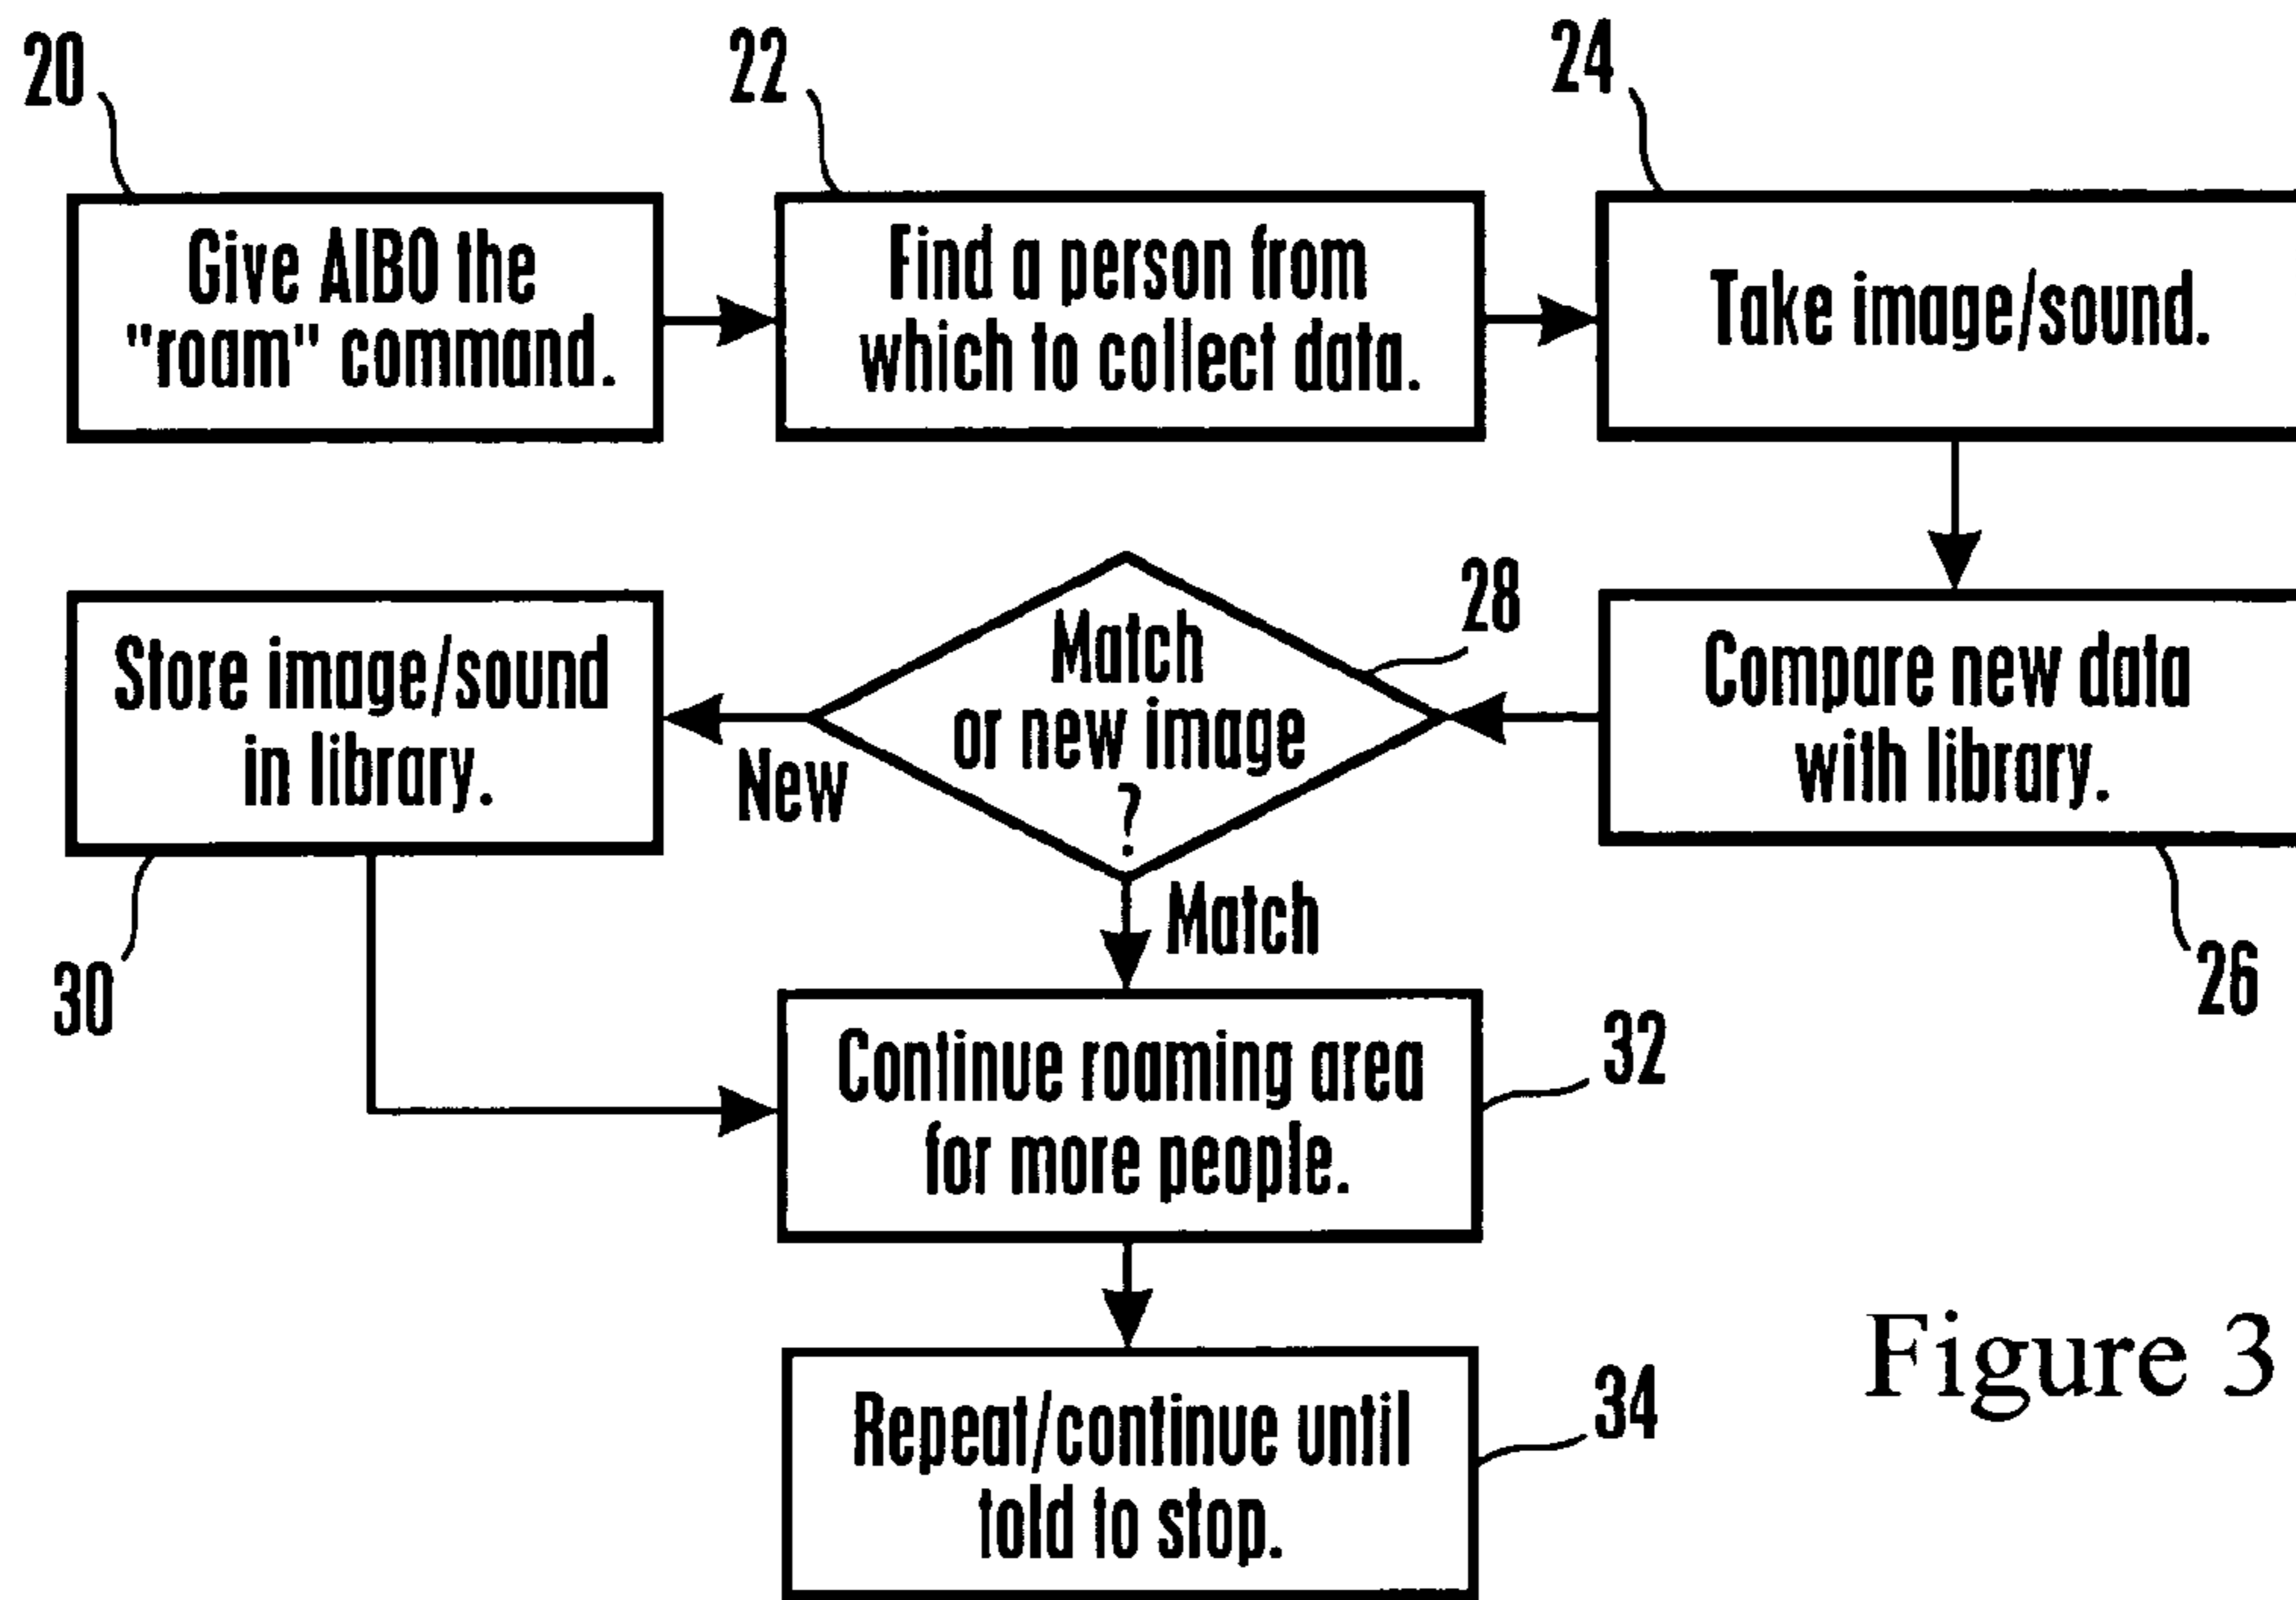 20
22
24
Give AIBO the
"roam" command.
Find a person from
which to collect data.
Take image/sound.
28
Store image/sound
in library.
New
Match
or new image
?
Compare new data
with library.
Match
30
26
Continue roaming area
for more people.
32
Repeat/continue until
told to stop.
34
Figure 3